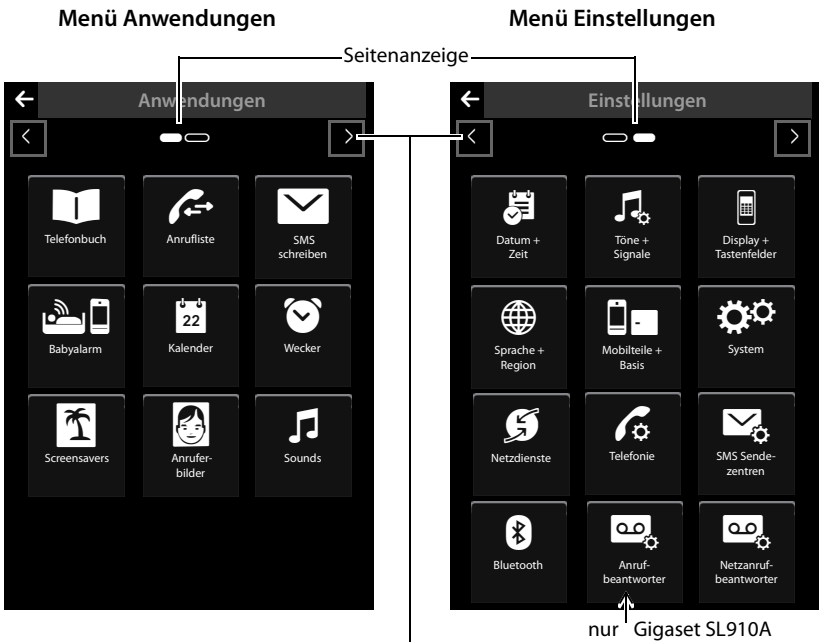 Menü Anwendungen
Menü Einstellungen
Seitenanzeige
Anwendungen
Telefonbuch
Anrufliste
SMS
schreiben
Babyalarm
22
Kalender
Wecker
Screensavers
Anrufer-
bilder
Sounds
Einstellungen
Datum +
Zeit
Töne +
Signale
Display +
Tastenfelder
Sprache +
Region
Mobilteile +
Basis
System
Netzdienste
Telefonie
SMS Sende-
zentren
Bluetooth
Anruf-
beantworter
Netzanruf-
beantworter
nur Gigaset SL910A